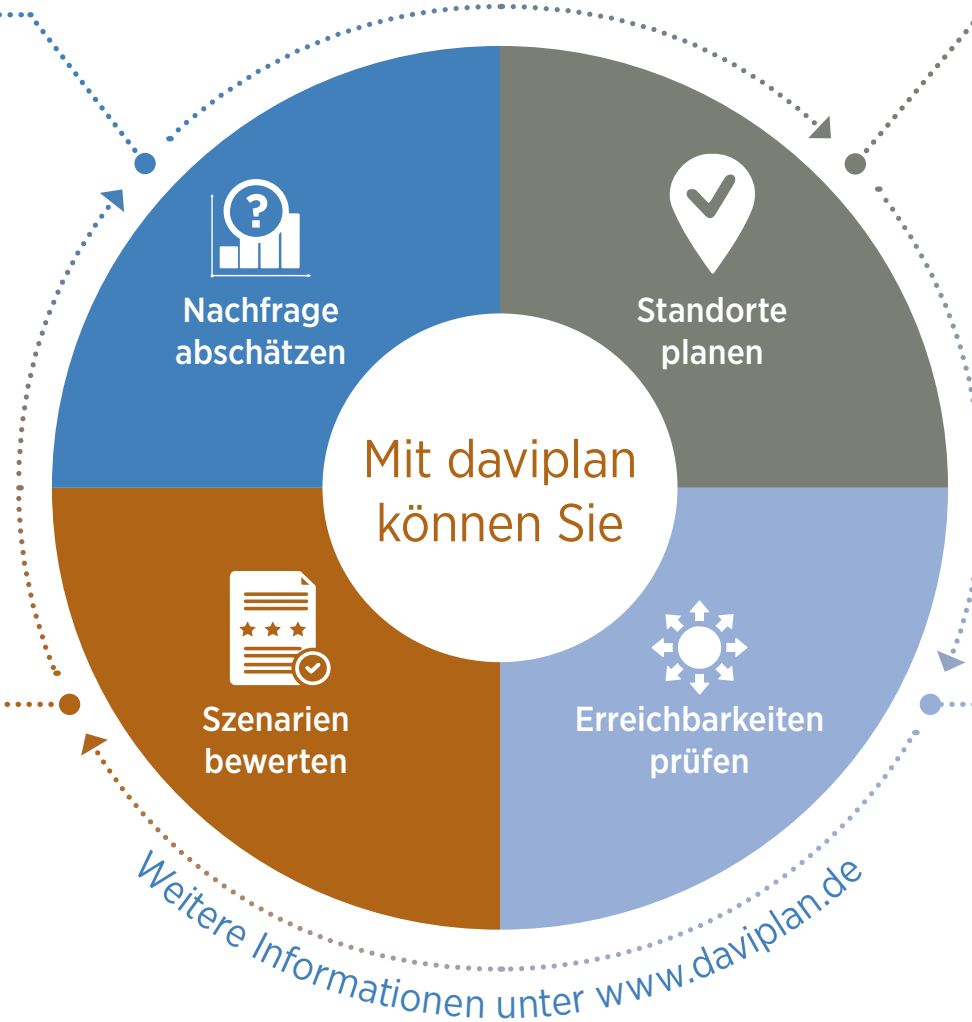 Mit daviplan
können Sie
Nachfrage
abschätzen
Standorte
planen
Erreichbarkeiten
prüfen
Szenarien
bewerten
Weitere Informationen unter www.daviplan.de